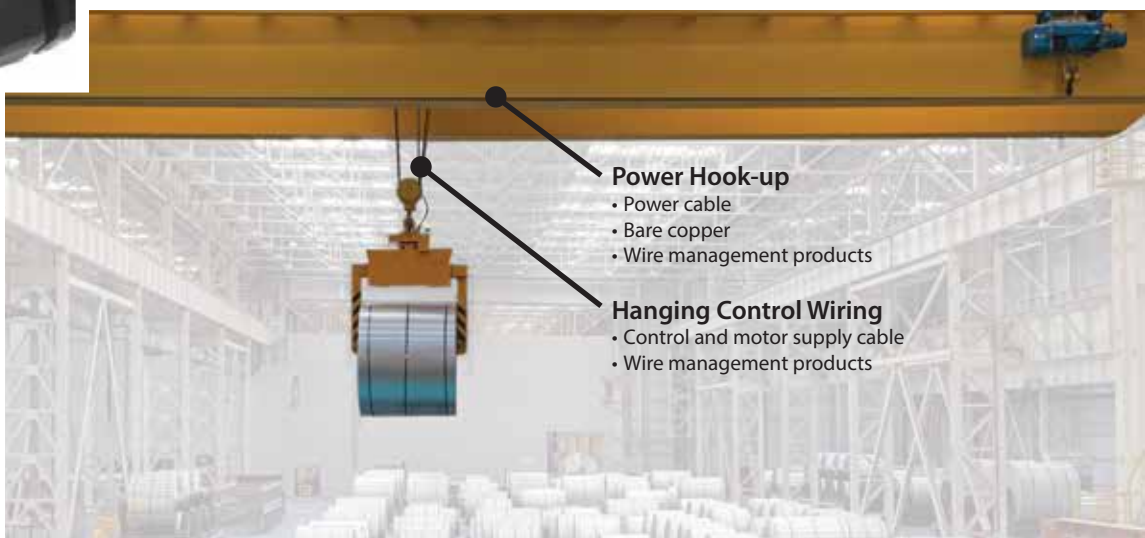 Power Hook-up
• Power cable
• Bare copper
• Wire management products
Hanging Control Wiring
• Control and motor supply cable
• Wire management products